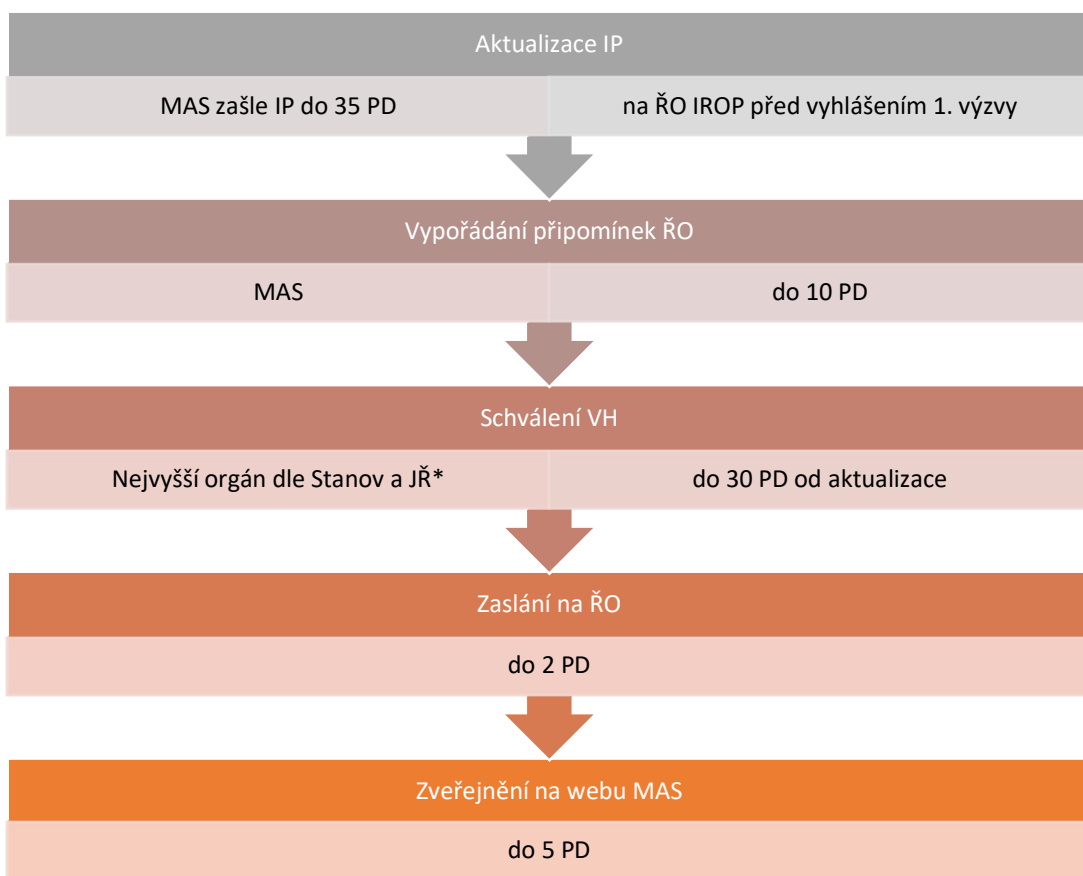 Aktualizace IP
MAS zašle IP do 35 PD
na ŘO IROP před vyhlášením 1. výzvy
Vypořádání připomínek ŘO
MAS
do 10 PD
Schválení VH
Nejvyšší orgán dle Stanov a JŘ*
do 30 PD od aktualizace
Zaslání na ŘO
do 2 PD
Zveřejnění na webu MAS
do 5 PD